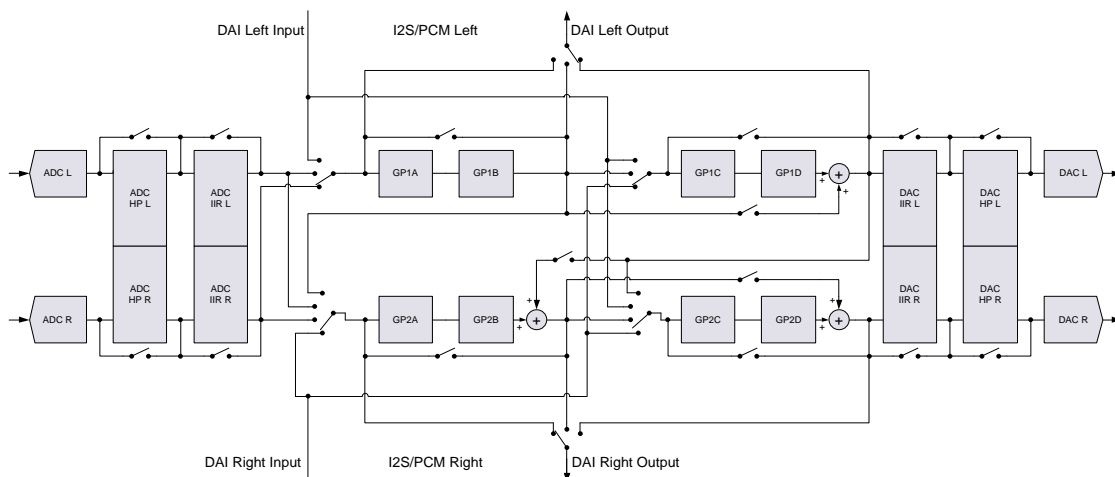 DAI Left Input
I2S/PCM Left
DAI Left Output
ADC L
ADC
HP L
ADC
IIR L
GP1A
GP1B
GP1C
GP1D
+
+
+
DAC
IIR L
DAC
HP L
DAC L
ADC R
ADC
HP R
ADC
IIR R
GP2A
GP2B
+
+
+
GP2C
GP2D
+
+
+
DAC
IIR R
DAC
HP R
DAC R
DAI Right Input
I2S/PCM Right
DAI Right Output